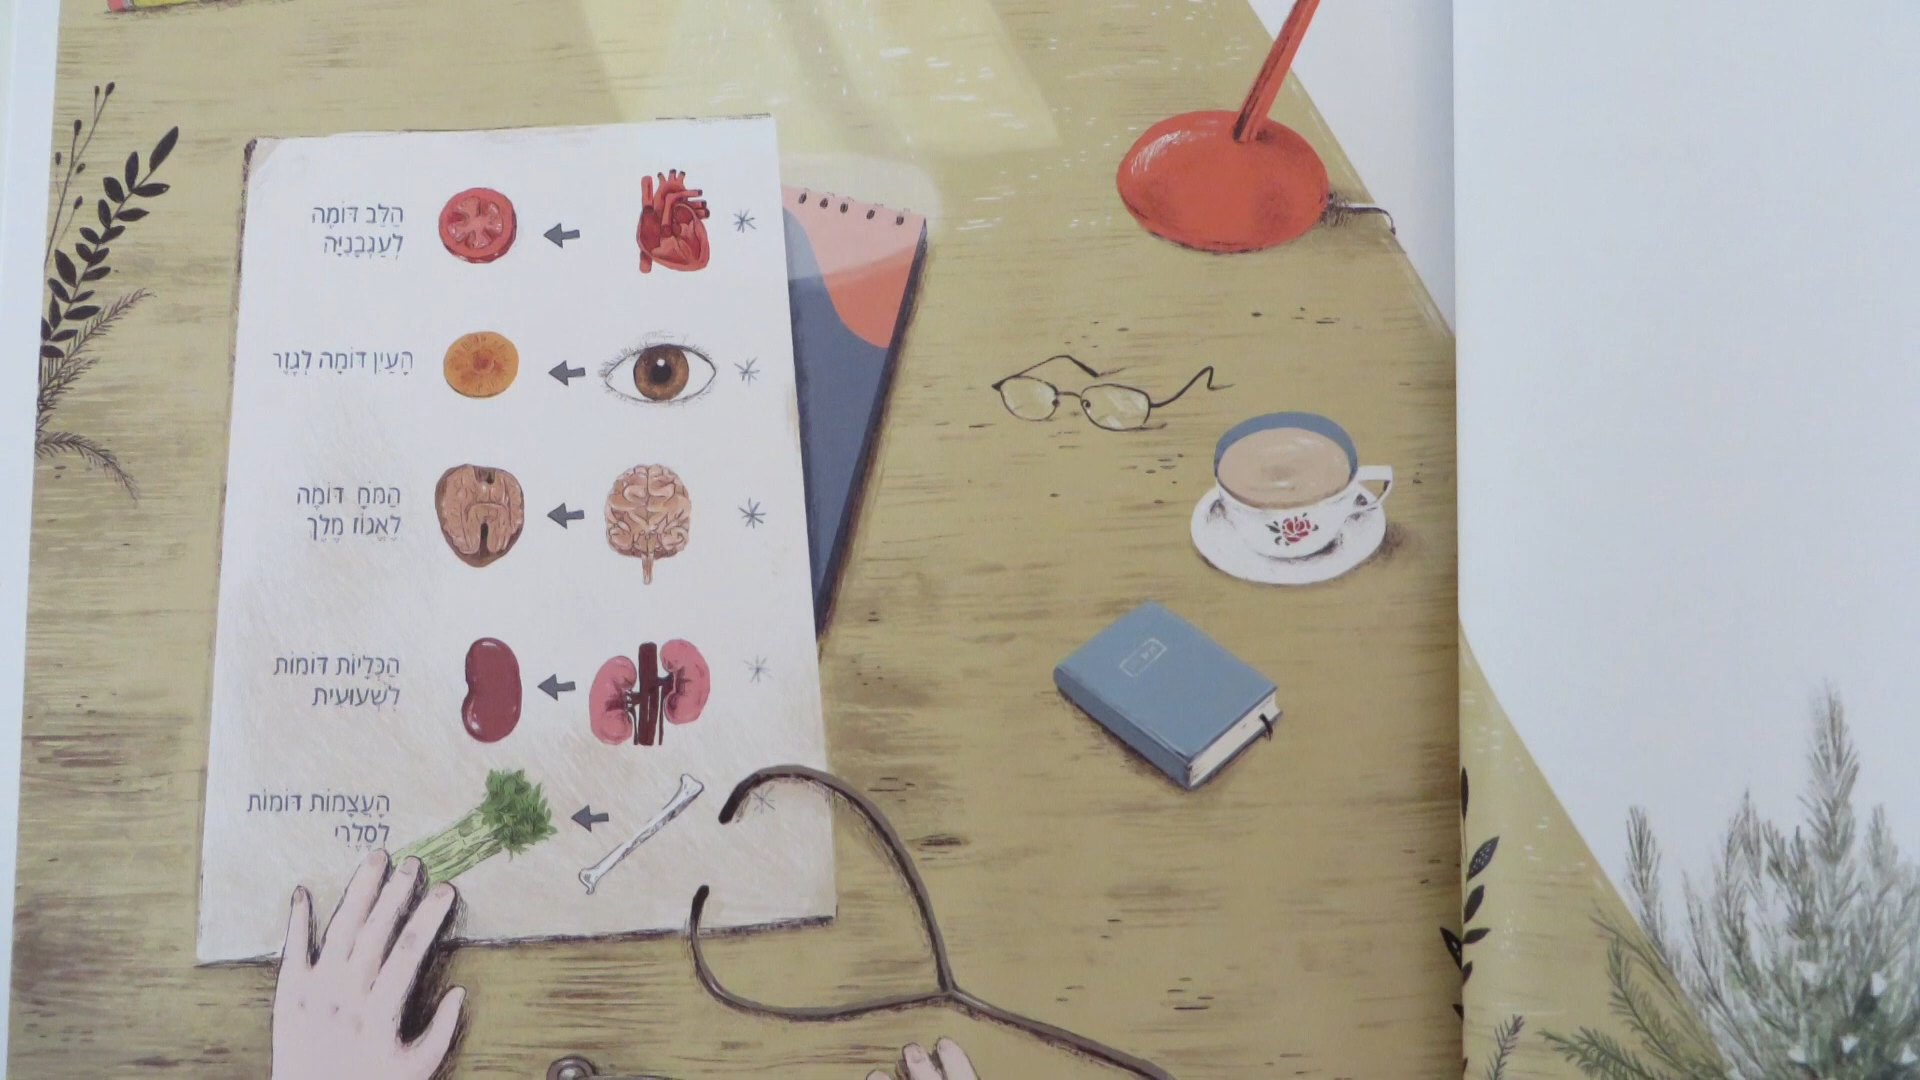 הַלֵּב דּוֹמֶה
לְעַגְבָנִיָּה
הָעַיִן דּוֹמָה לְגֶזֶר
הַמֹּחַ דּוֹמֶה
לֶאֱגוֹז מֶלֶךְ
הַכְּלָיוֹת דּוֹמוֹת
לִשְׁעוּעִית
הָעֲצָמוֹת דּוֹמוֹת
לְסֶלֶרִי